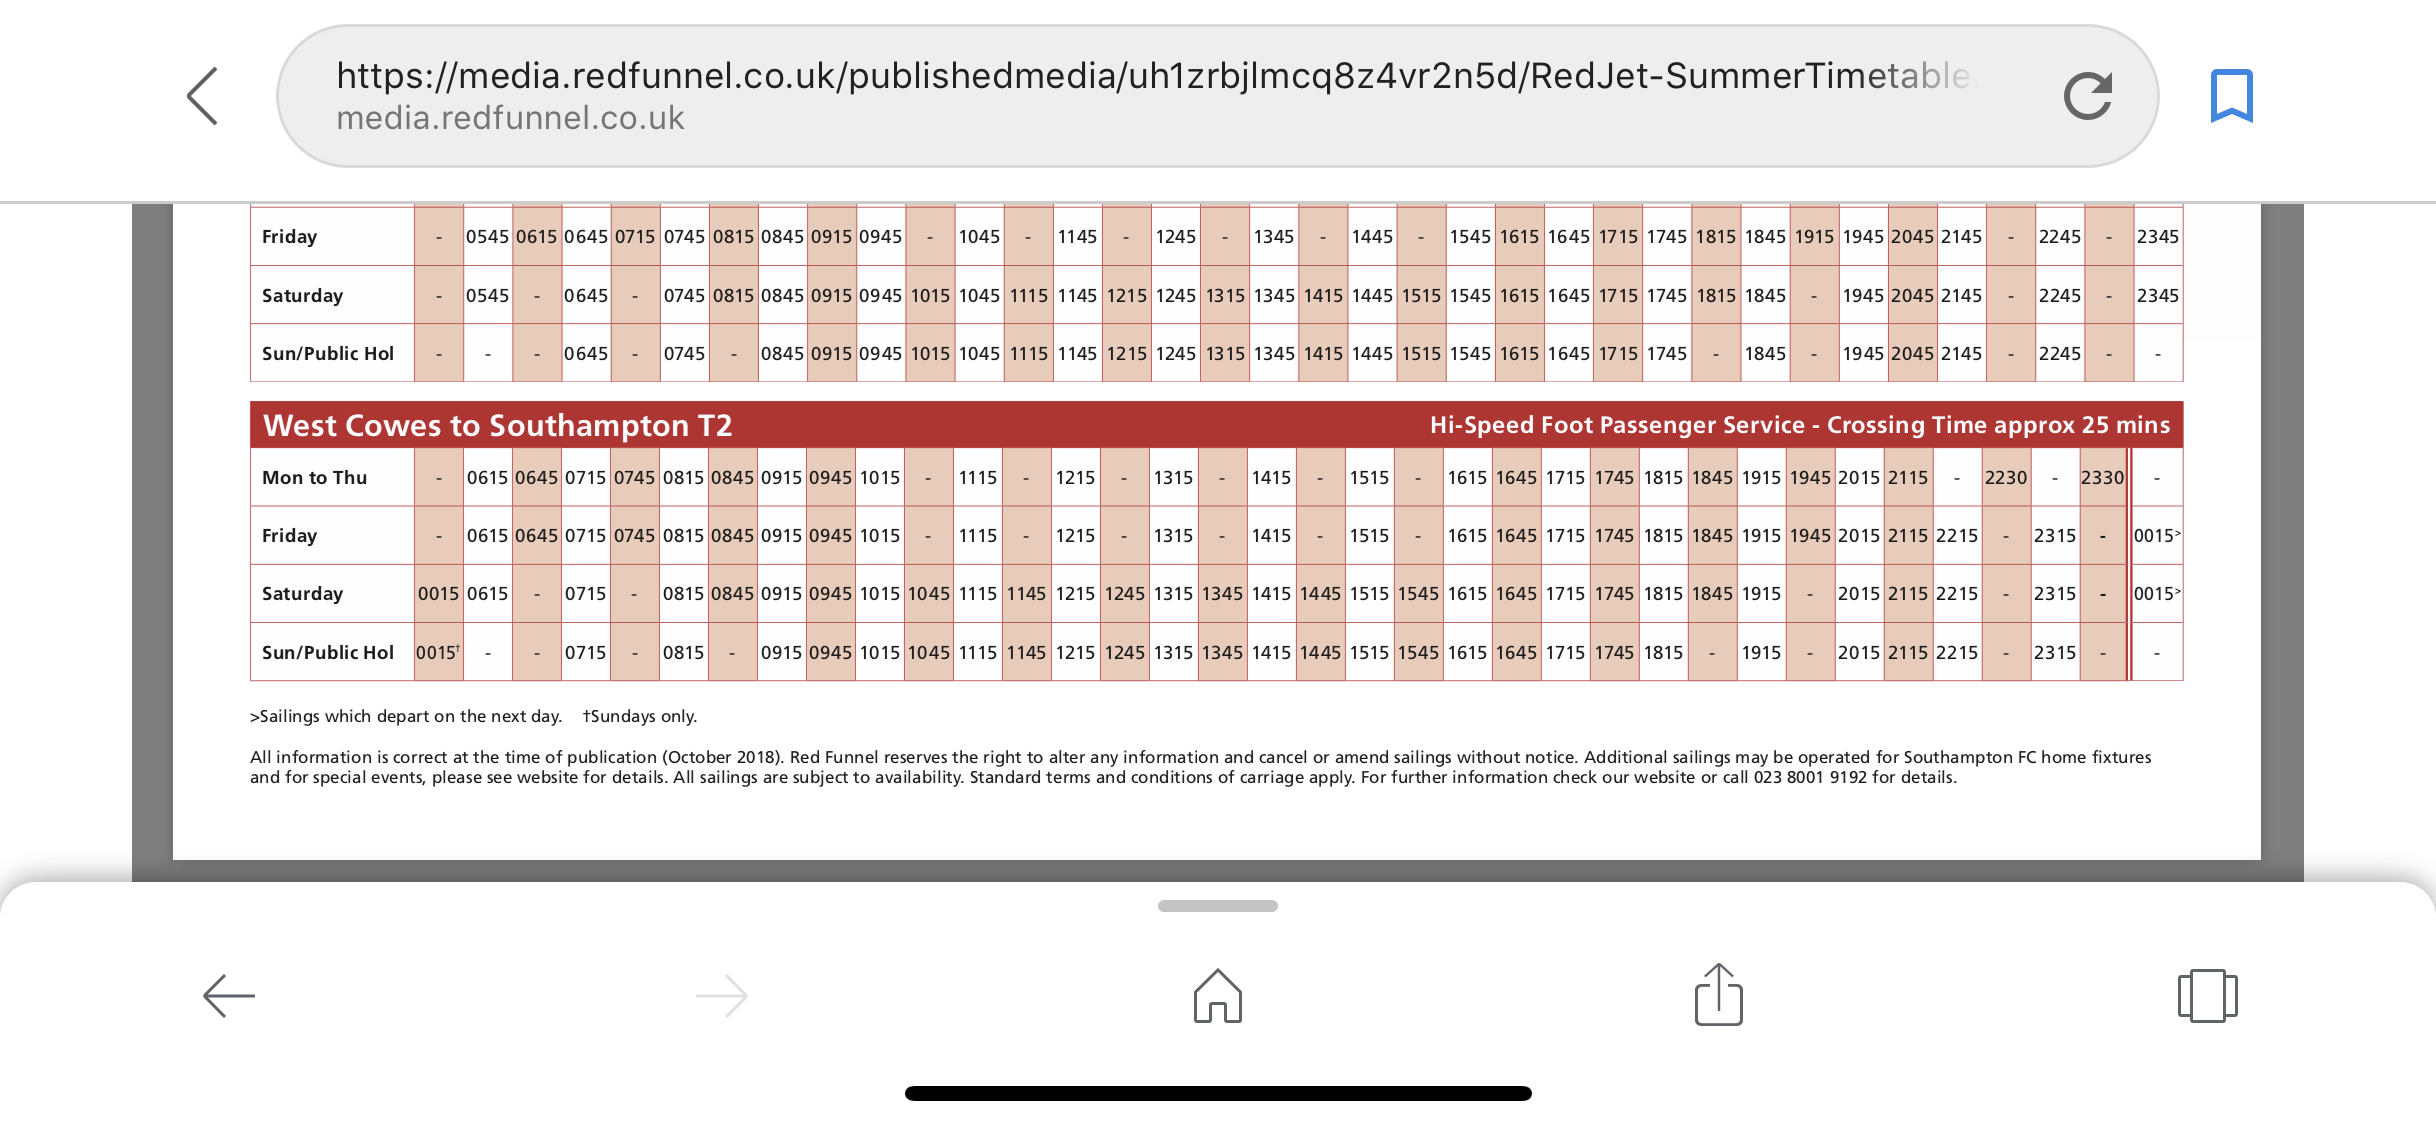 https://media.redfunnel.co.uk/publishedmedia/uh1zrbjlmcq8z4vr2n5d/RedJet-SummerTimetable
media.redfunnel.co.uk
Friday - 0545 0615 0645 0715 0745 0815 0845 0915 0945 - 1045 - 1145 - 1245 - 1345 - 1445 - 1545 1615 1645 1715 1745 1815 1845 1915 1945 2045 2145 - 2245 - 2345
Saturday - 0545 - 0645 - 0745 0815 0845 0915 0945 1015 1045 1115 1145 1215 1245 1315 1345 1415 1445 1515 1545 1615 1645 1715 1745 1815 1845 - 1945 2045 2145 - 2245 - 2345
Sun/Public Hol - - - 0645 - 0745 - 0845 0915 0945 1015 1045 1115 1145 1215 1245 1315 1345 1415 1445 1515 1545 1615 1645 1715 1745 - 1845 - 1945 2045 2145 - 2245 - -
West Cowes to Southampton T2 Hi-Speed Foot Passenger Service - Crossing Time approx 25 mins
Mon to Thu - 0615 0645 0715 0745 0815 0845 0915 0945 1015 - 1115 - 1215 - 1315 - 1415 - 1515 - 1615 1645 1715 1745 1815 1845 1915 1945 2015 2115 - 2230 - 2330 -
Friday - 0615 0645 0715 0745 0815 0845 0915 0945 1015 - 1115 - 1215 - 1315 - 1415 - 1515 - 1615 1645 1715 1745 1815 1845 1915 1945 2015 2115 2215 - 2315 - 0015>
Saturday 0015 0615 - 0715 - 0815 0845 0915 0945 1015 1045 1115 1145 1215 1245 1315 1345 1415 1445 1515 1545 1615 1645 1715 1745 1815 1845 1915 - 2015 2115 2215 - 2315 - 0015>
Sun/Public Hol 0015† - - 0715 - 0815 - 0915 0945 1015 1045 1115 1145 1215 1245 1315 1345 1415 1445 1515 1545 1615 1645 1715 1745 1815 - 1915 - 2015 2115 2215 - 2315 - -
>Sailings which depart on the next day. †Sundays only.
All information is correct at the time of publication (October 2018). Red Funnel reserves the right to alter any information and cancel or amend sailings without notice. Additional sailings may be operated for Southampton FC home fixtures
and for special events, please see website for details. All sailings are subject to availability. Standard terms and conditions of carriage apply. For further information check our website or call 023 8001 9192 for details.